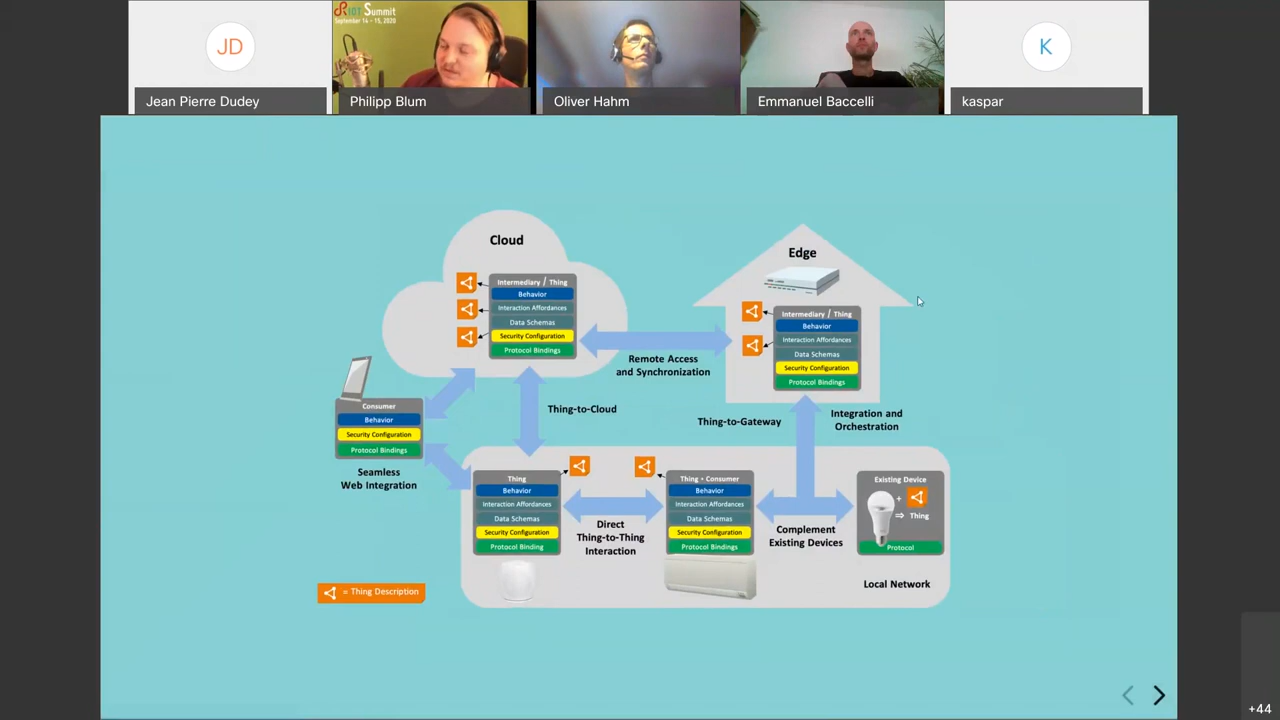 RIOT Summit
September 14 - 15, 2020
JD
K
Jean Pierre Dudey
Philipp Blum
Oliver Hahm
Emmanuel Baccelli
kaspar
Cloud
Intermediary / Thing
Behavior
Interaction Affordances
Data Schemas
Security Configuration
Protocol Bindings
Edge
Intermediary / Thing
Behavior
Interaction Affordances
Data Schemas
Security Configuration
Protocol Bindings
Remote Access
and Synchronization
Consumer
Behavior
Security Configuration
Protocol Bindings
Seamless
Web Integration
Thing-to-Cloud
Thing-to-Gateway
Integration and
Orchestration
Thing
Behavior
Interaction Affordances
Data Schemas
Security Configuration
Protocol Binding
Direct
Thing-to-Thing
Interaction
Thing + Consumer
Behavior
Interaction Affordances
Data Schemas
Security Configuration
Protocol Bindings
Complement
Existing Devices
Existing Device
+
⇒ Thing
Protocol
Local Network
= Thing Description
+44